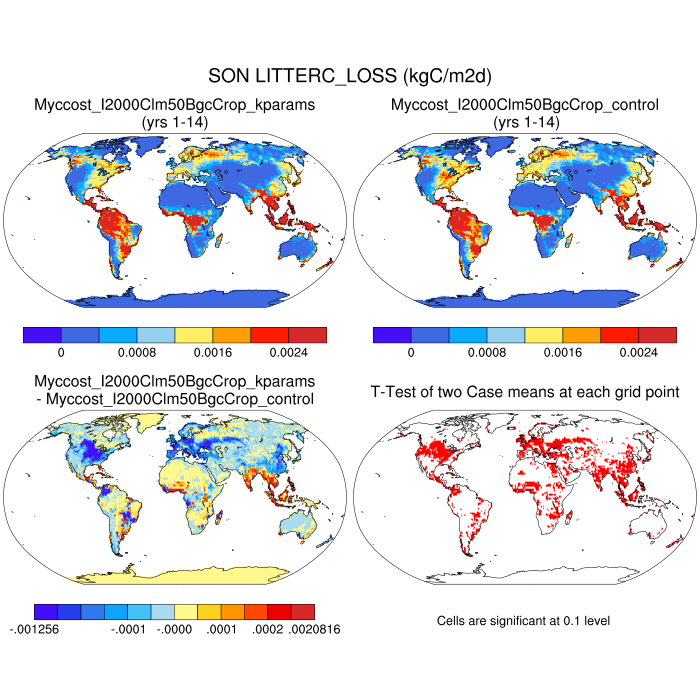 SON LITTERC_LOSS (kgC/m2d)
Myccost_I2000Clm50BgcCrop_kparams
(yrs 1-14)
Myccost_I2000Clm50BgcCrop_control
(yrs 1-14)
0 0.0008 0.0016 0.0024
0 0.0008 0.0016 0.0024
Myccost_I2000Clm50BgcCrop_kparams
- Myccost_I2000Clm50BgcCrop_control
T-Test of two Case means at each grid point
-.001256 -.0001 -.0000 .0001 .0002 .0020816
Cells are significant at 0.1 level